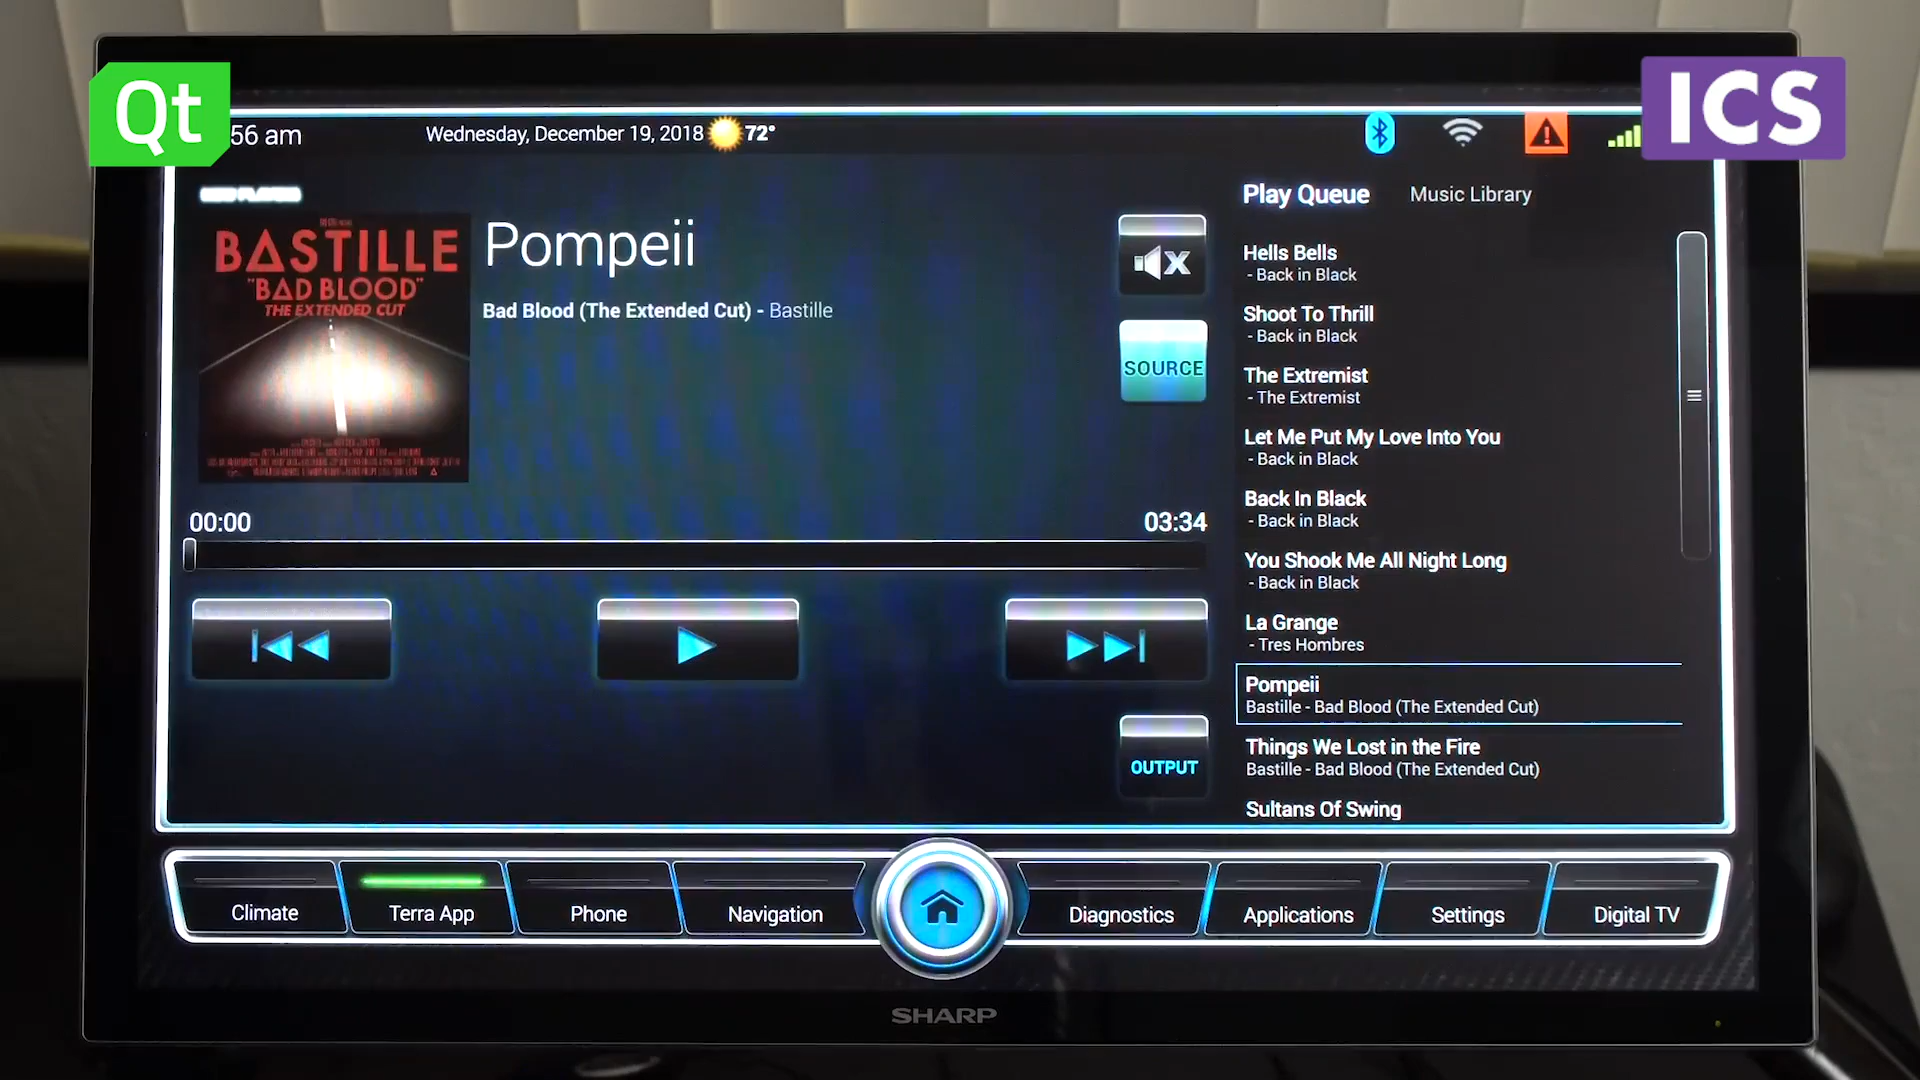 Qt
ICS
56 am
Wednesday, December 19, 2018
72°
BASTILLE
"BAD BLOOD"
THE EXTENDED CUT
Pompeii
Bad Blood (The Extended Cut) - Bastille
SOURCE
00:00
03:34
OUTPUT
Play Queue
Music Library
Hells Bells
- Back in Black
Shoot To Thrill
- Back in Black
The Extremist
- The Extremist
Let Me Put My Love Into You
- Back in Black
Back In Black
- Back in Black
You Shook Me All Night Long
- Back in Black
La Grange
- Tres Hombres
Pompeii
Bastille - Bad Blood (The Extended Cut)
Things We Lost in the Fire
Bastille - Bad Blood (The Extended Cut)
Sultans Of Swing
Climate
Terra App
Phone
Navigation
Diagnostics
Applications
Settings
Digital TV
SHARP